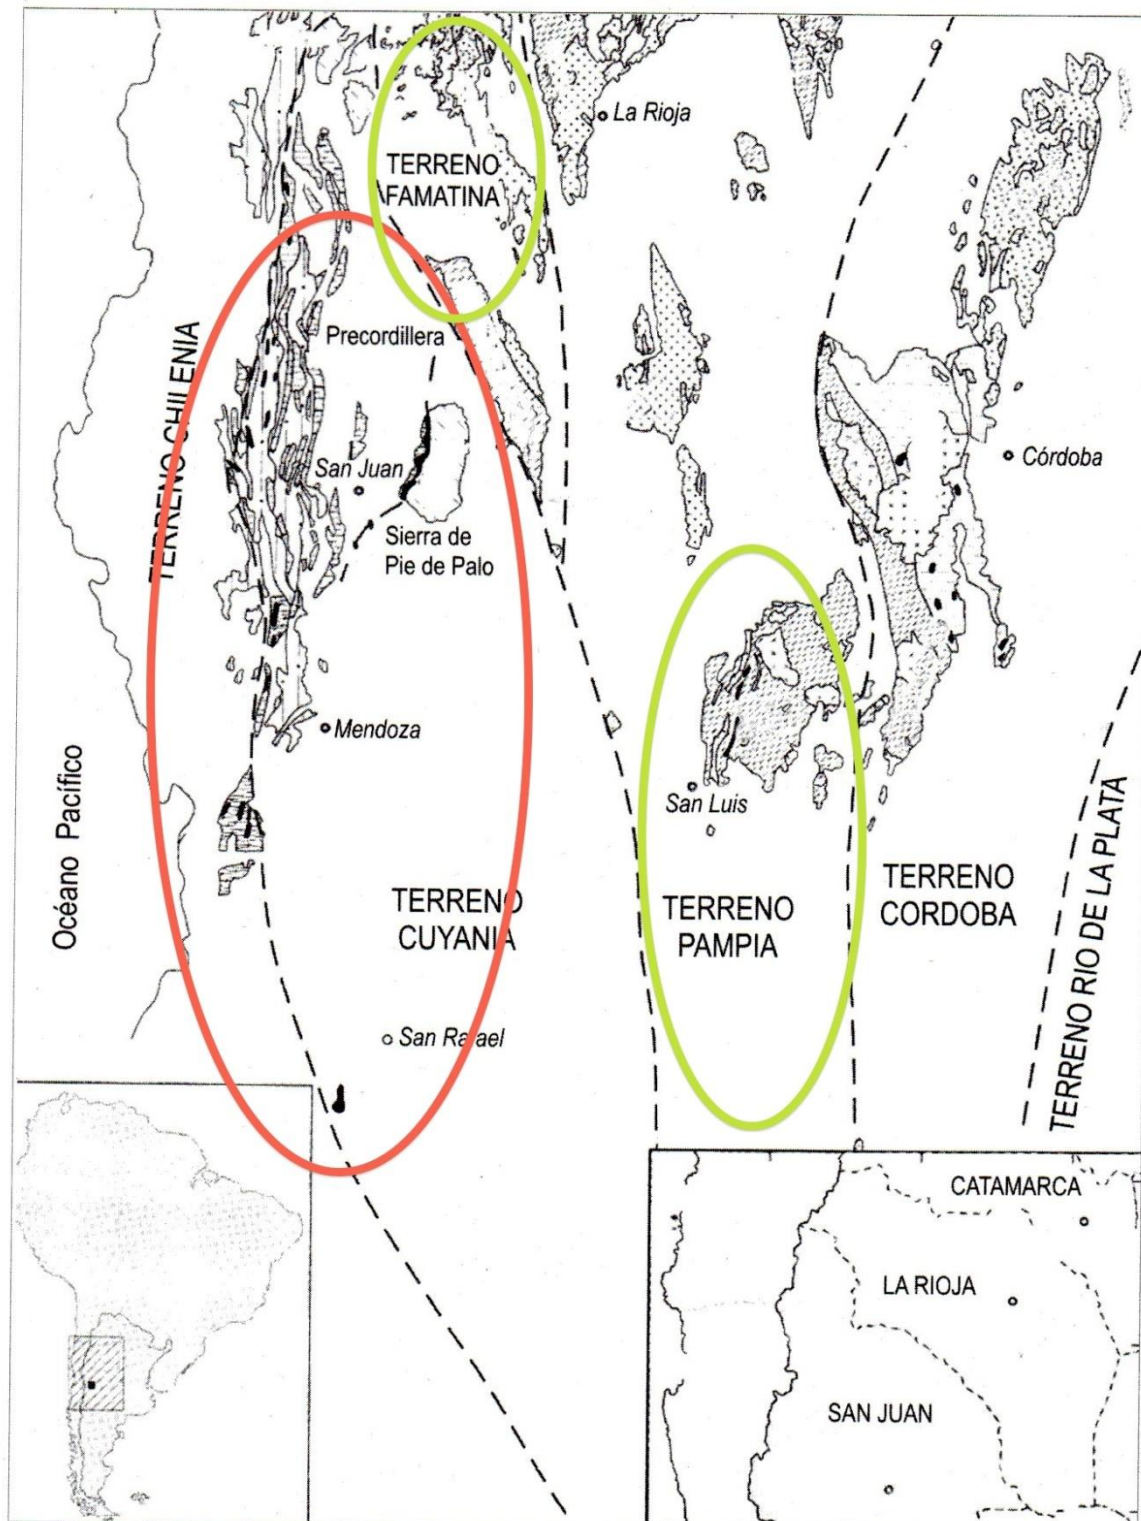 La Rioja
TERRENO
FAMATINA
Precordillera
TERRENO CHILENIA
San Juan
Córdoba
Sierra de
Pie de Palo
Mendoza
San Luis
Océano Pacífico
TERRENO
CUYANIA
TERRENO
PAMPIA
TERRENO
CORDOBA
TERRENO RIO DE LA PLATA
San Rafael
CATAMARCA
LA RIOJA
SAN JUAN